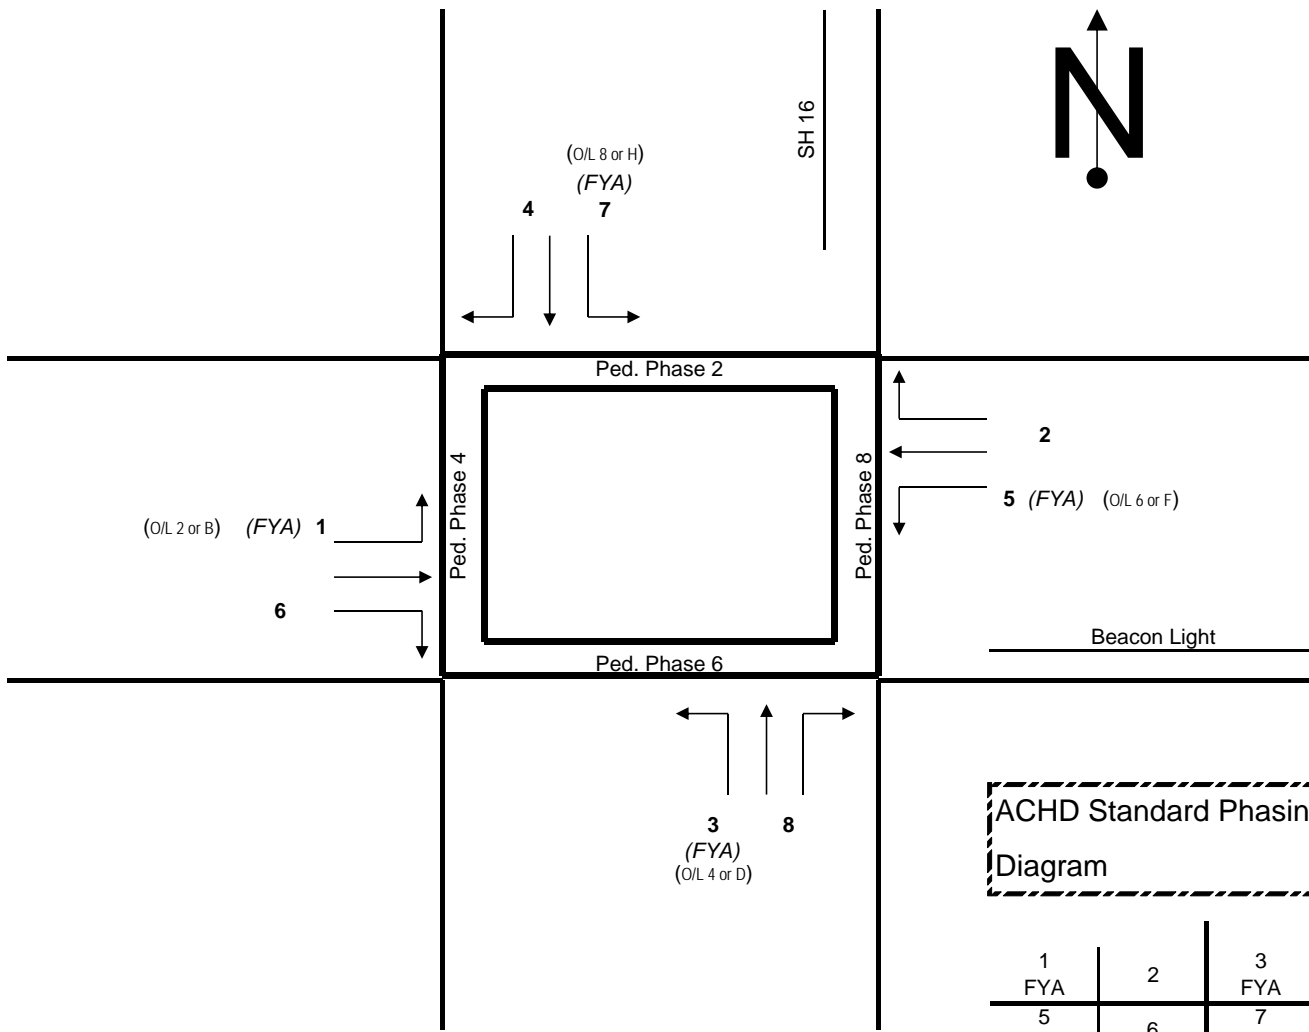 N
SH 16
(O/L 8 or H)
(FYA)
4 7
Ped. Phase 2
Ped. Phase 4
Ped. Phase 8
2
5 (FYA) (O/L 6 or F)
(O/L 2 or B) (FYA) 1
6
Beacon Light
Ped. Phase 6
3 8
(FYA)
(O/L 4 or D)
ACHD Standard Phasin
Diagram
1 2 3
FYA FYA
5 6 7